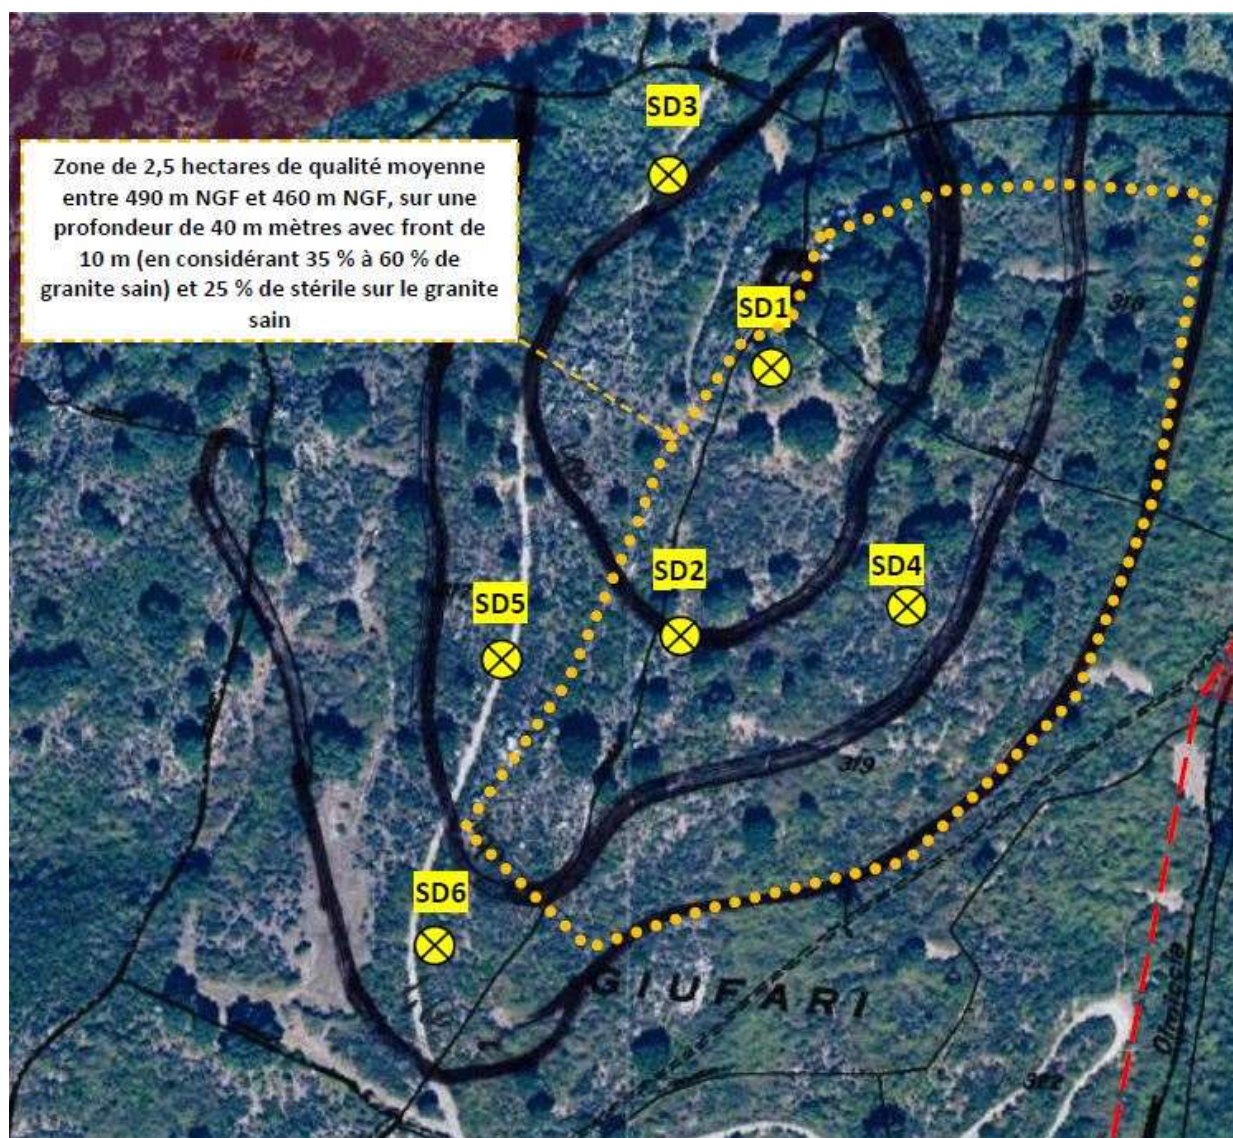 SD3
Zone de 2,5 hectares de qualité moyenne
entre 490 m NGF et 460 m NGF, sur une
profondeur de 40 m mètres avec front de
10 m (en considérant 35 % à 60 % de
granite sain) et 25 % de stérile sur le granite
sain
318
SD1
SD2
SD4
SD5
319
SD6
GIUFARI